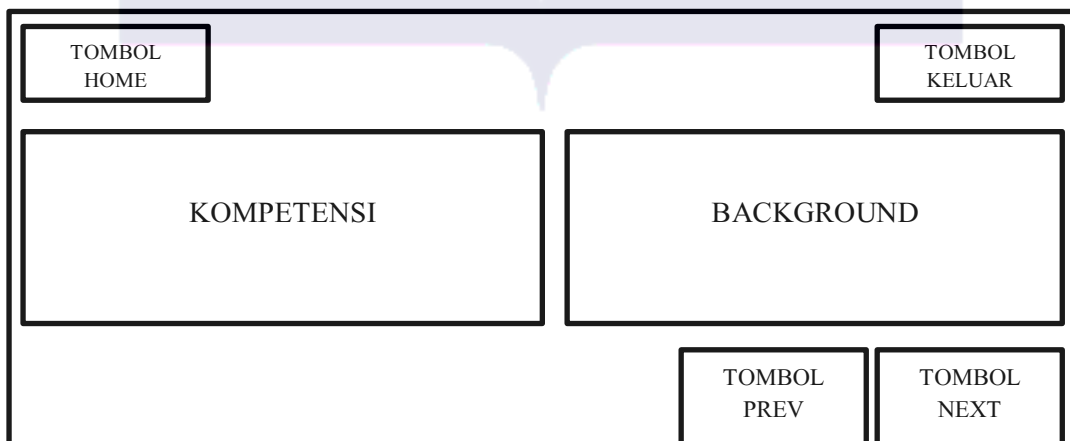 TOMBOL
HOME
TOMBOL
KELUAR
KOMPETENSI
BACKGROUND
TOMBOL
PREV
TOMBOL
NEXT